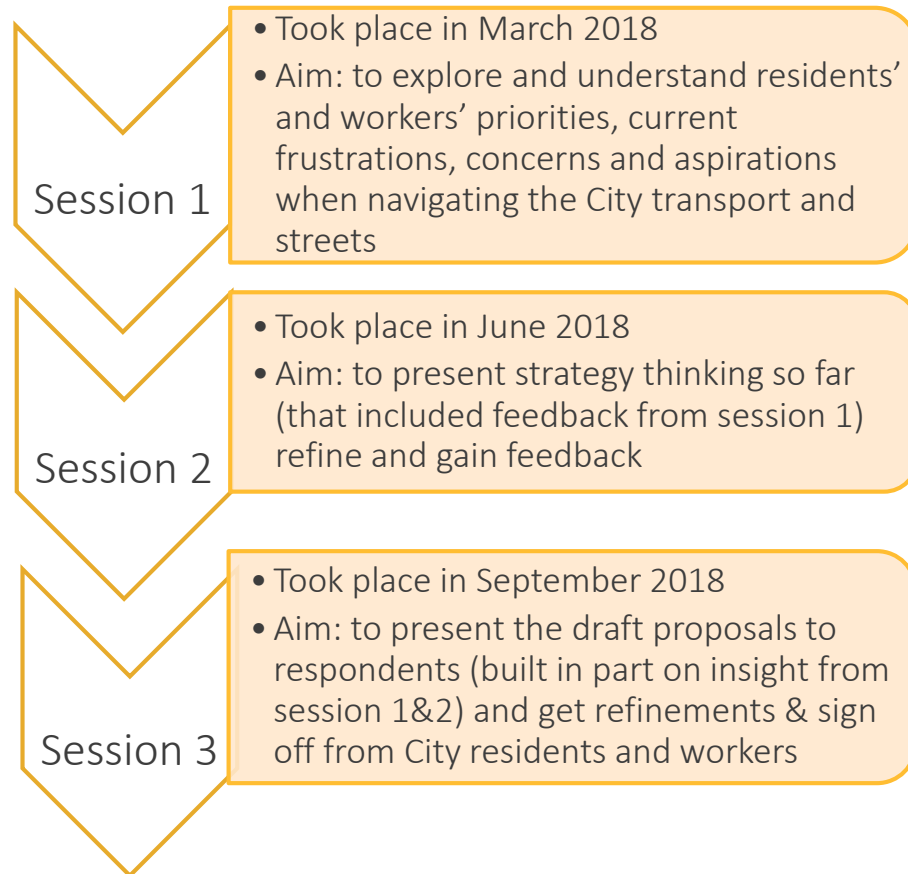 Session 1
• Took place in March 2018
• Aim: to explore and understand residents’
and workers’ priorities, current
frustrations, concerns and aspirations
when navigating the City transport and
streets
Session 2
• Took place in June 2018
• Aim: to present strategy thinking so far
(that included feedback from session 1)
refine and gain feedback
Session 3
• Took place in September 2018
• Aim: to present the draft proposals to
respondents (built in part on insight from
session 1&2) and get refinements & sign
off from City residents and workers